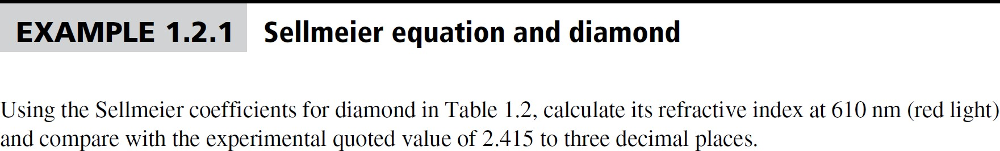 EXAMPLE 1.2.1 Sellmeier equation and diamond
Using the Sellmeier coefficients for diamond in Table 1.2, calculate its refractive index at 610 nm (red light)
and compare with the experimental quoted value of 2.415 to three decimal places.